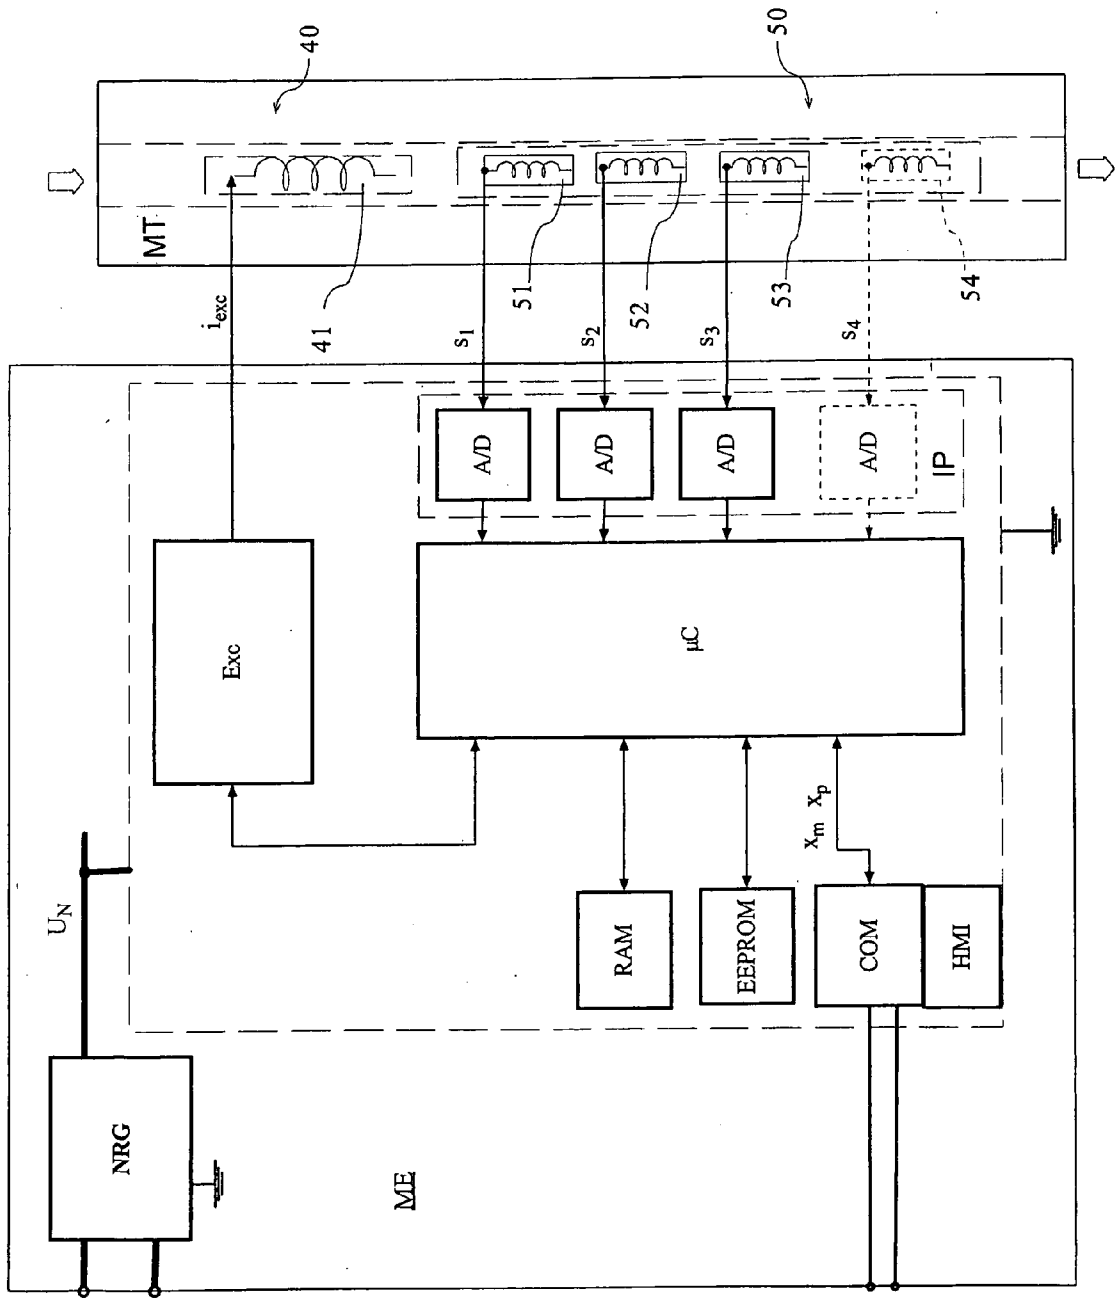 40
50
MT
41
51
52
53
54
i_exc
s₁
s₂
s₃
s₄
A/D
A/D
A/D
A/D
IP
Exc
µC
U_N
x_m x_p
RAM
EEPROM
COM
HMI
NRG
ME